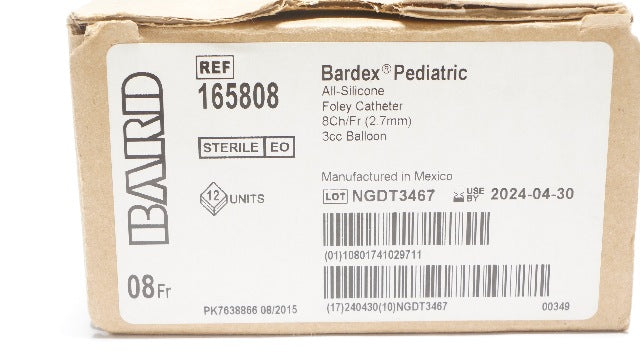 BARD
08Fr
REF
165808
STERILE EO
12 UNITS
PK7638866 08/2015
Bardex® Pediatric
All-Silicone
Foley Catheter
8Ch/Fr (2.7mm)
3cc Balloon
Manufactured in Mexico
LOT NGDT3467 USE BY 2024-04-30
(01)10801741029711
(17)240430(10)NGDT3467 00349